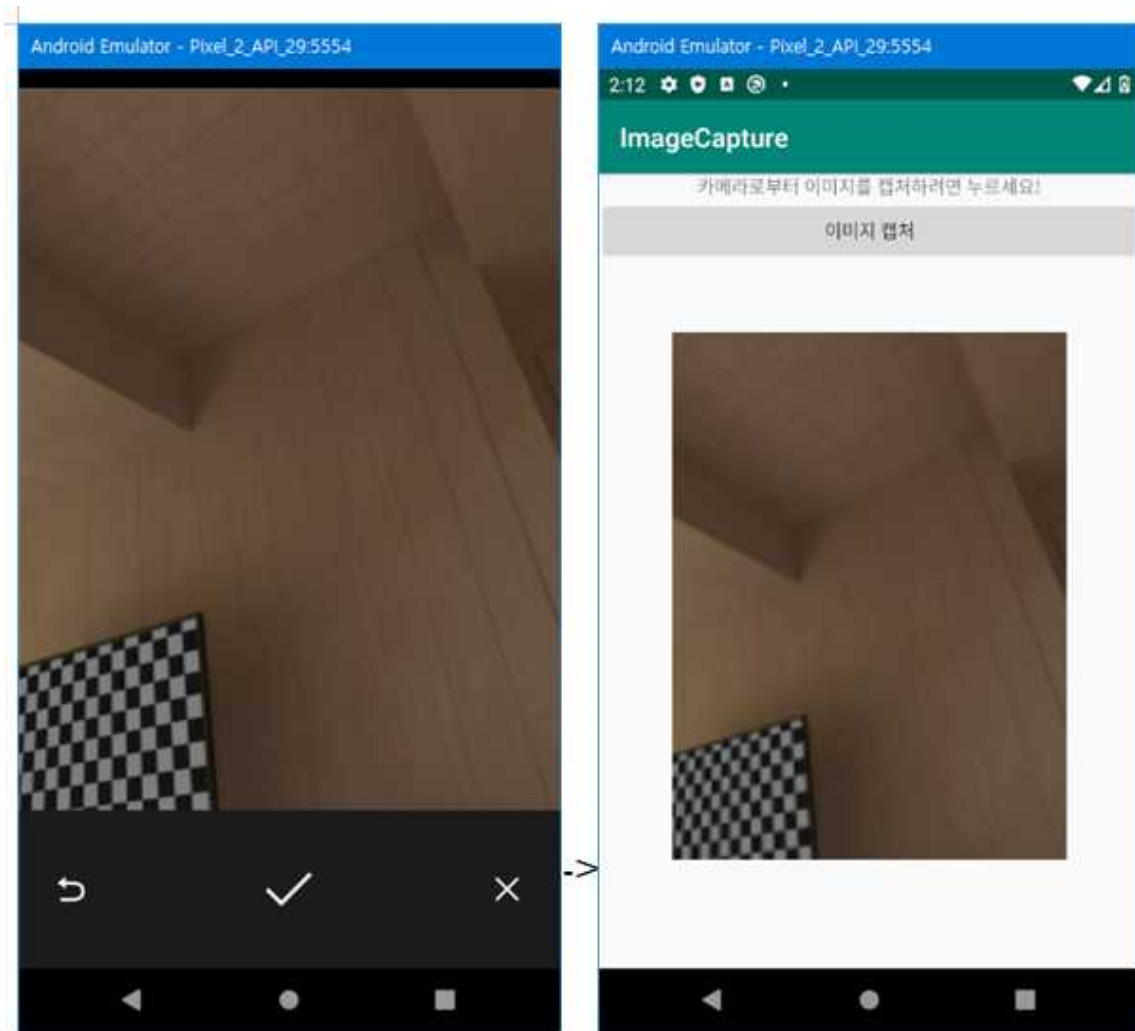 Android Emulator - Pixel_2_API_29:5554
->
Android Emulator - Pixel_2_API_29:5554
2:12
ImageCapture
카메라로부터 이미지를 캡처하려면 누르세요!
이미지 캡처